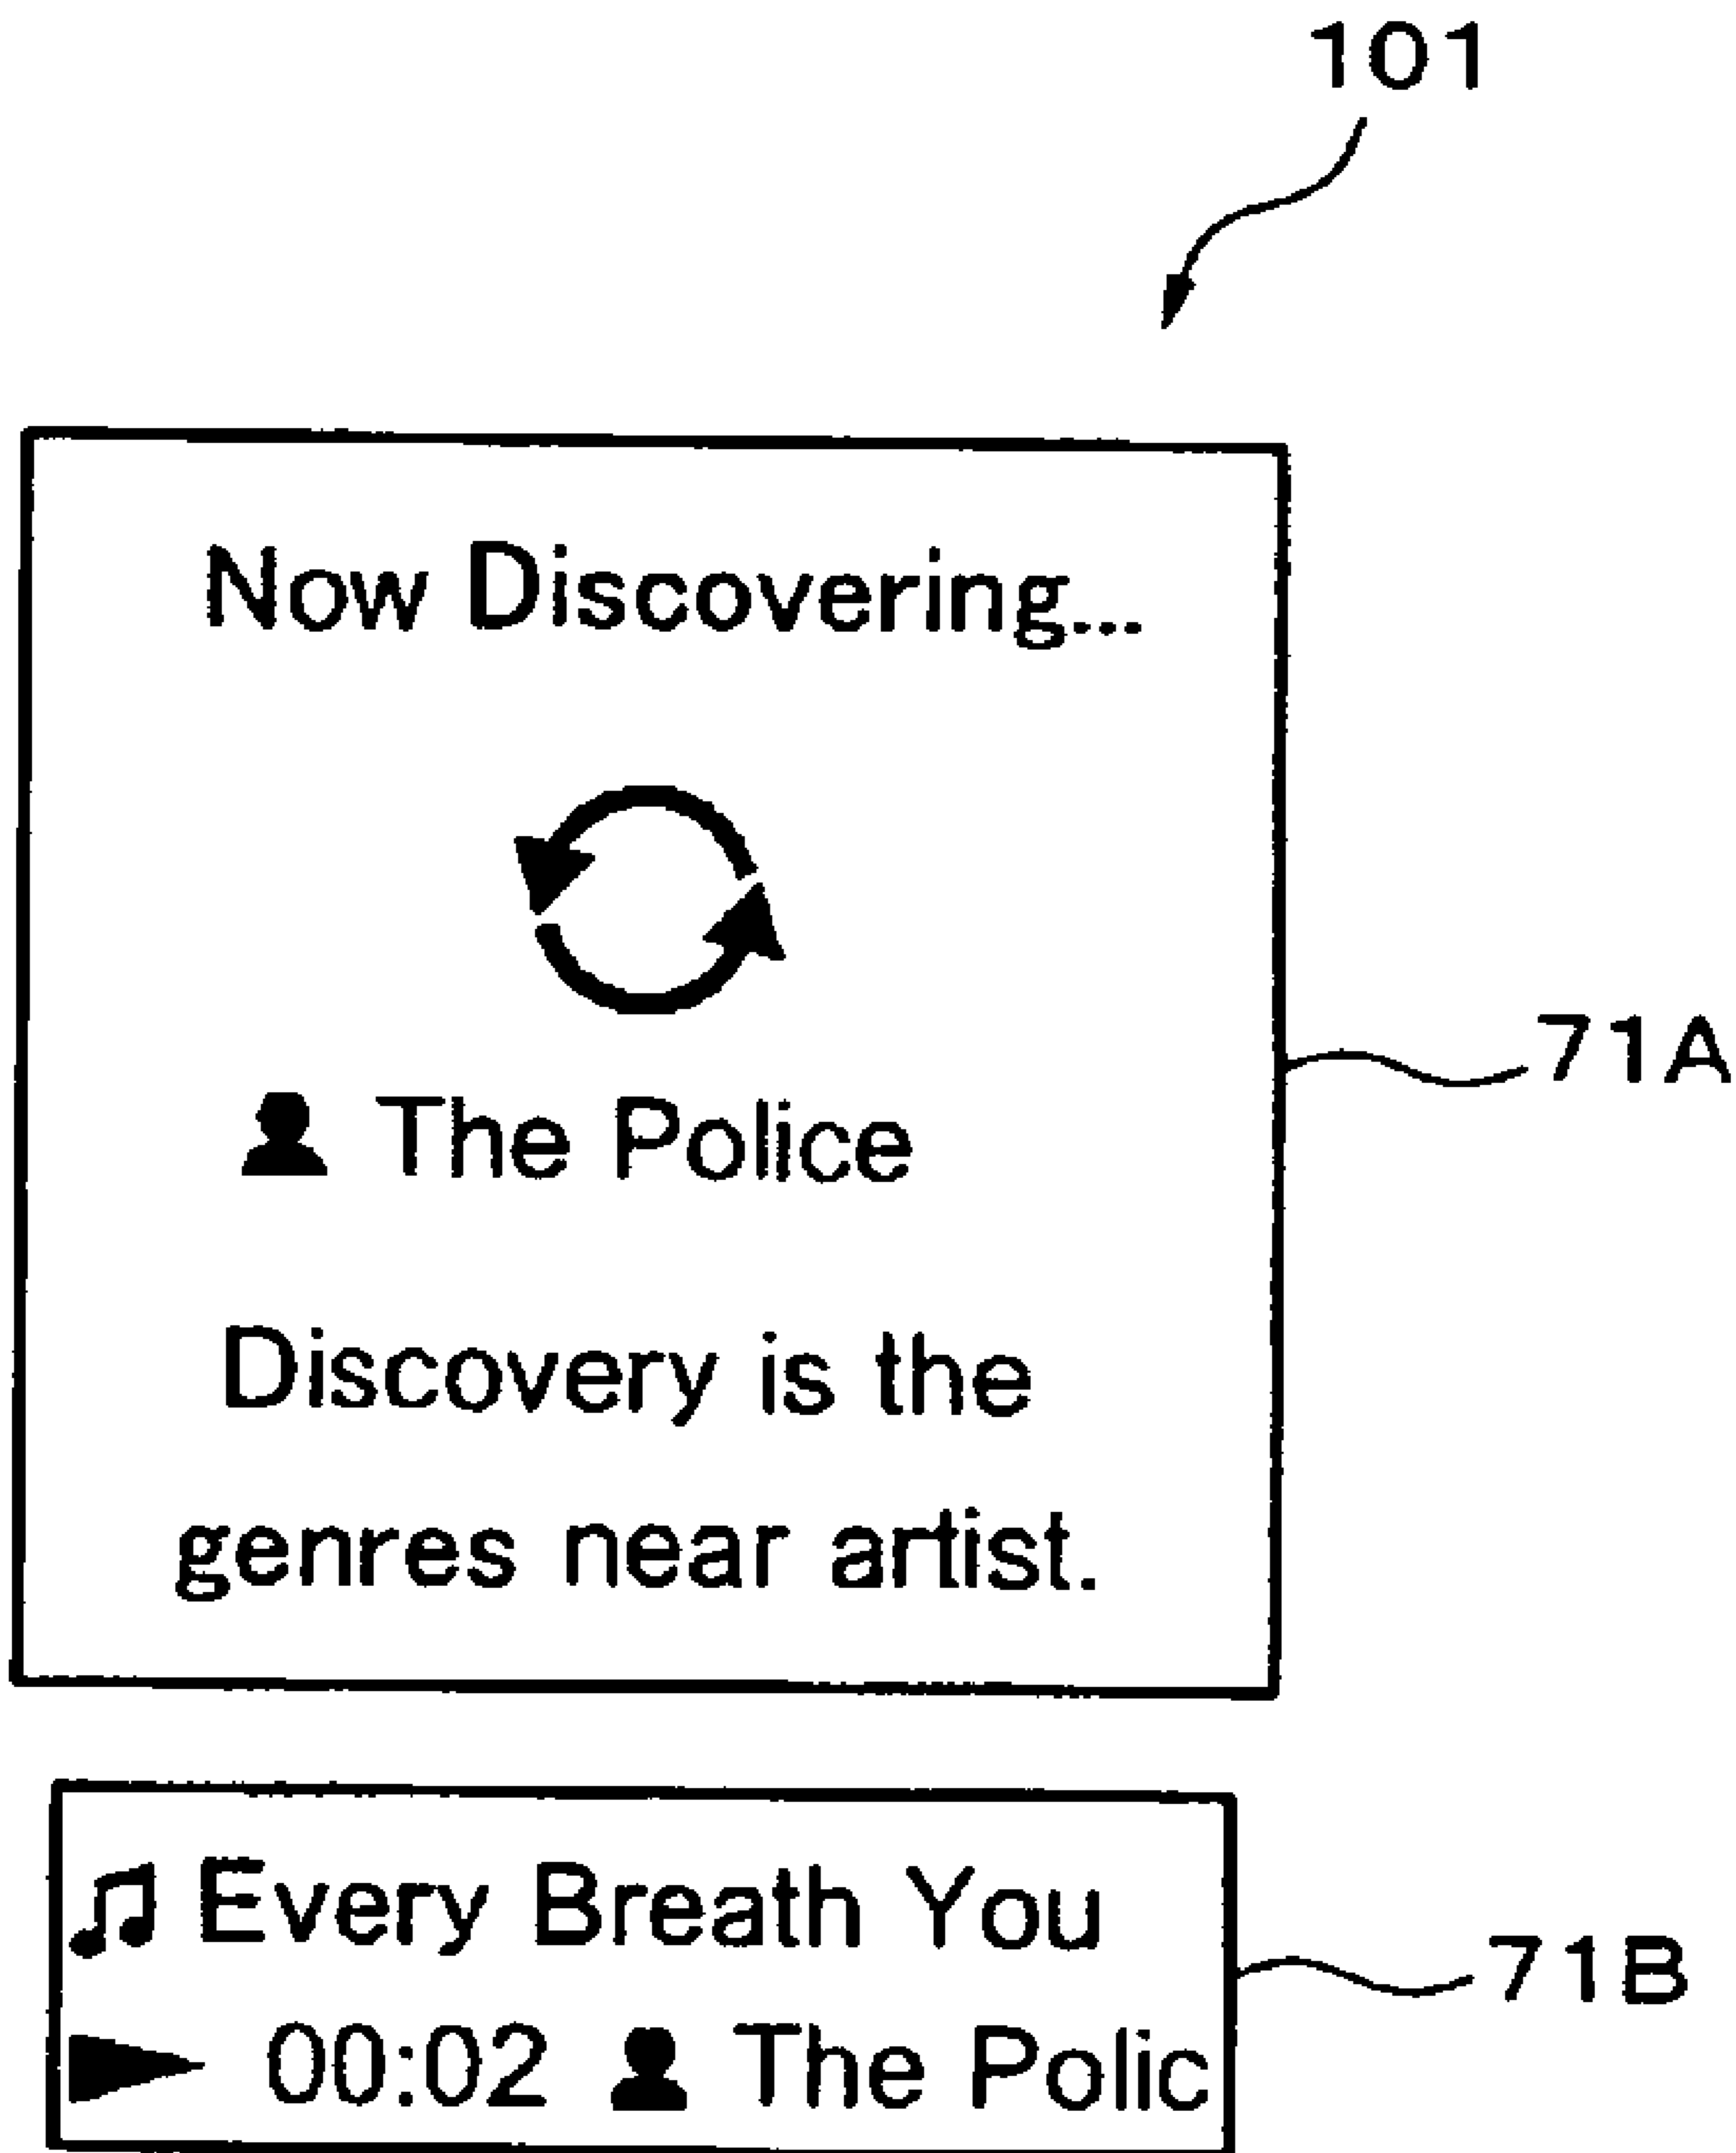 101
Now Discovering...
The Police
71A
Discovery is the
genres near artist.
Every Breath You
71B
00:02 The Polic